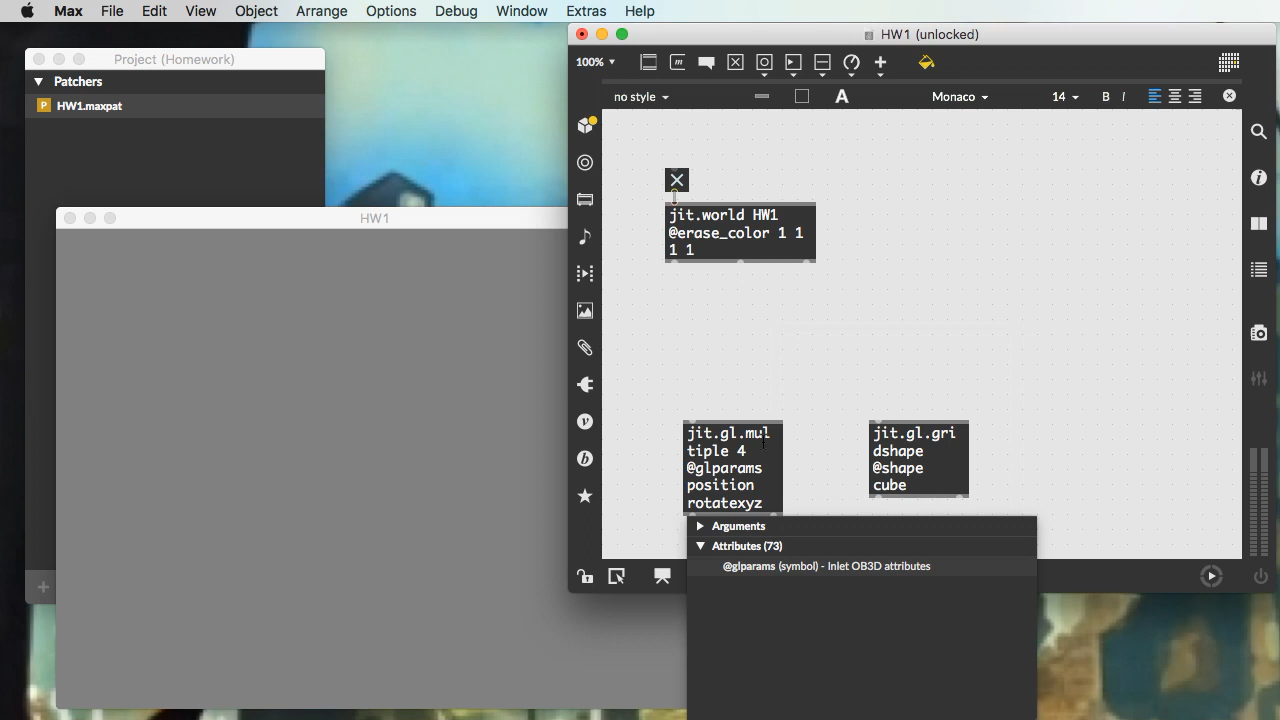 Max File Edit View Object Arrange Options Debug Window Extras Help
Project (Homework)
Patchers
P HW1.maxpat
HW1
HW1 (unlocked)
100%
no style
A
Monaco
14
B I
jit.world HW1
@erase_color 1 1
1 1
jit.gl.mul
tiple 4
@glparams
position
rotatexyz
jit.gl.gri
dshape
@shape
cube
Arguments
Attributes (73)
@glparams (symbol) - Inlet OB3D attributes